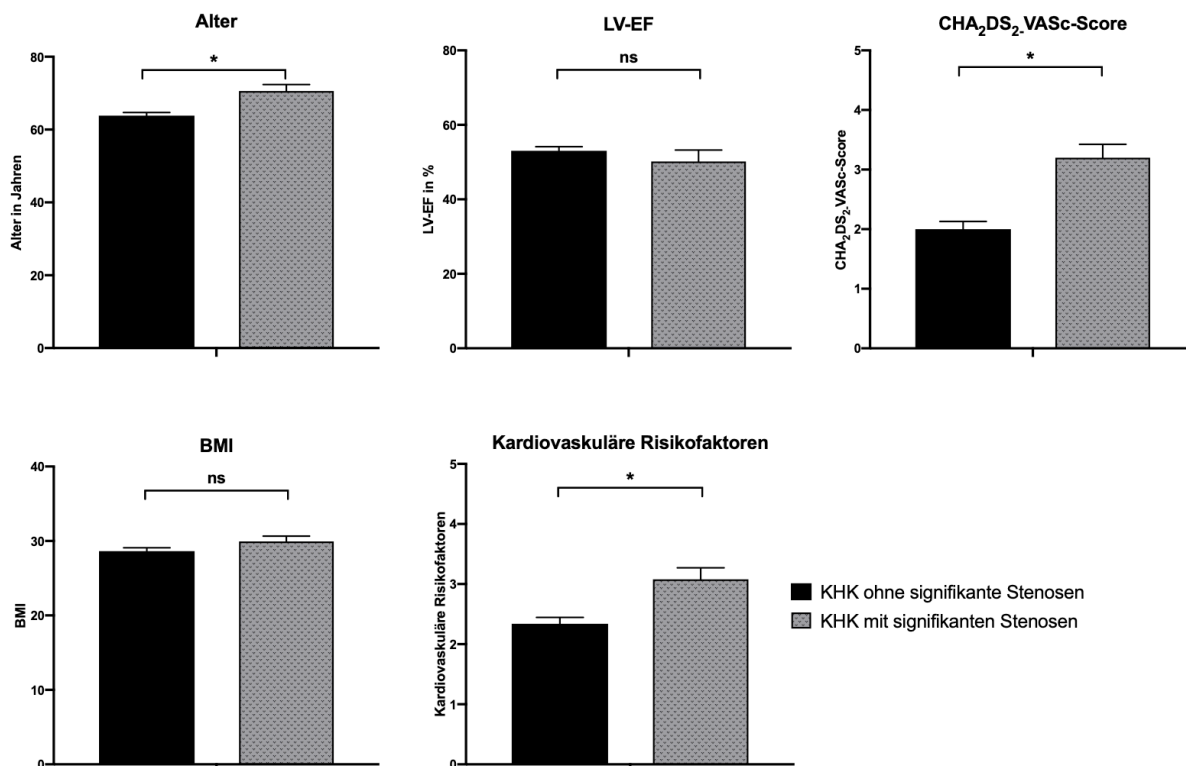 Alter
Alter in Jahren
80
60
40
20
0
*
LV-EF
LV-EF in %
80
60
40
20
0
ns
CHA₂DS₂-VASc-Score
CHA₂DS₂-VASc-Score
5
4
3
2
1
0
*
BMI
BMI
40
30
20
10
0
ns
Kardiovaskuläre Risikofaktoren
Kardiovaskuläre Risikofaktoren
5
4
3
2
1
0
*
KHK ohne signifikante Stenosen
KHK mit signifikanten Stenosen